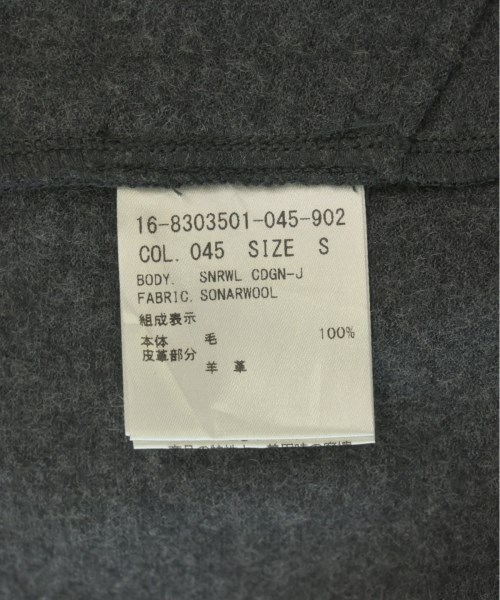 16-8303501-045-902
COL. 045 SIZE S
BODY. SNRWL CDGN-J
FABRIC. SONARWOOL
組成表示
本体 毛 100%
皮革部分
羊 革